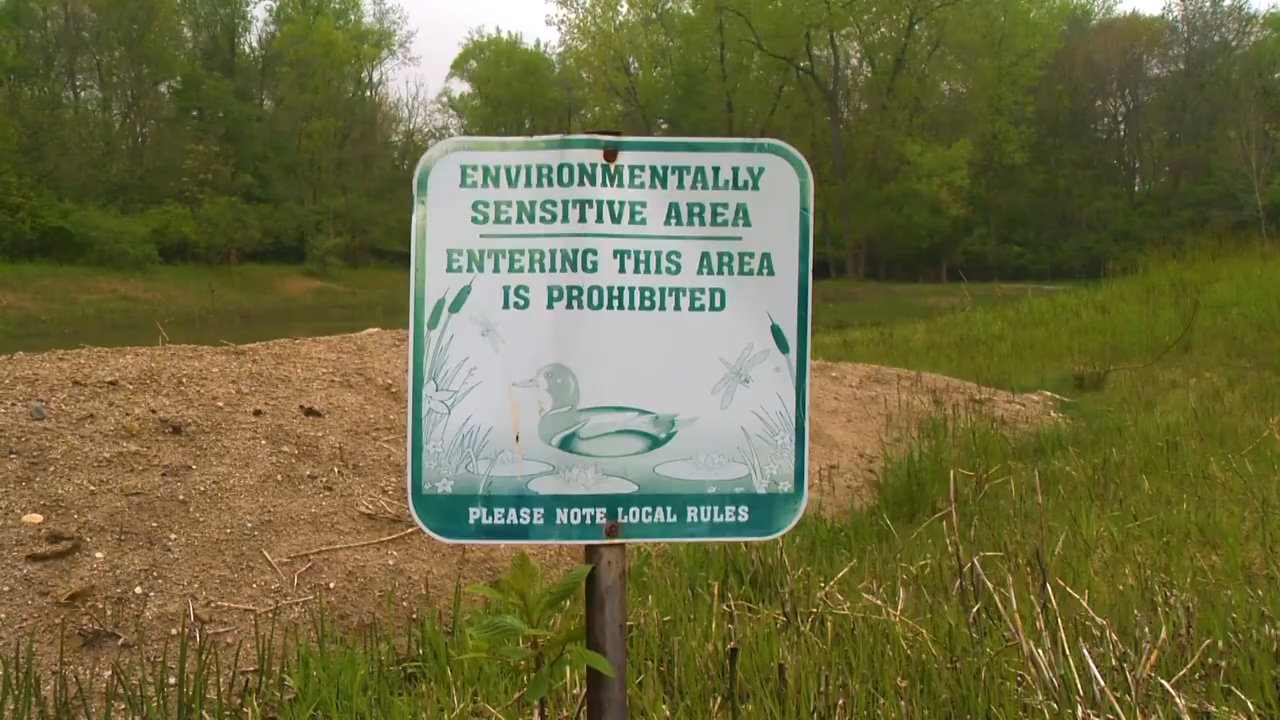 ENVIRONMENTALLY
SENSITIVE AREA
ENTERING THIS AREA
IS PROHIBITED
PLEASE NOTE LOCAL RULES